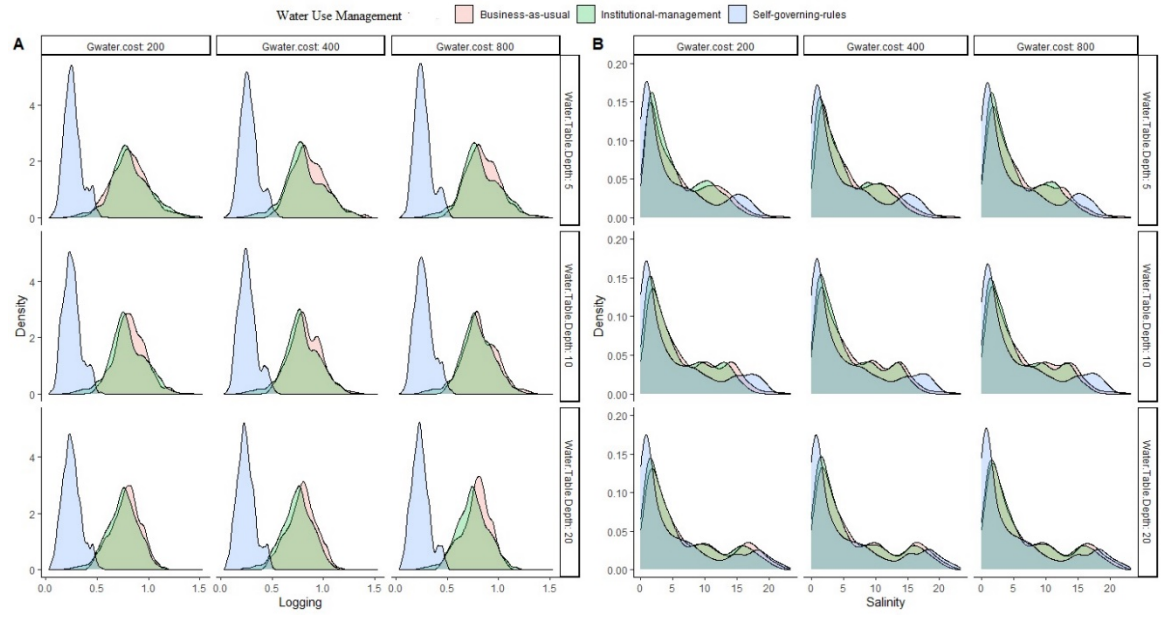 Water Use Management Business-as-usual Institutional-management Self-governing-rules
A
Gwater.cost: 200 Gwater.cost: 400 Gwater.cost: 800
Density
4
2
0
Water.Table.Depth: 5
4
2
0
Water.Table.Depth: 10
4
2
0
Water.Table.Depth: 20
0.0 0.5 1.0 1.5 0.0 0.5 1.0 1.5 0.0 0.5 1.0 1.5
Logging
B
Gwater.cost: 200 Gwater.cost: 400 Gwater.cost: 800
Density
0.20
0.15
0.10
0.05
0.00
Water.Table.Depth: 5
0.20
0.15
0.10
0.05
0.00
Water.Table.Depth: 10
0.20
0.15
0.10
0.05
0.00
Water.Table.Depth: 20
0 5 10 15 20 0 5 10 15 20 0 5 10 15 20
Salinity